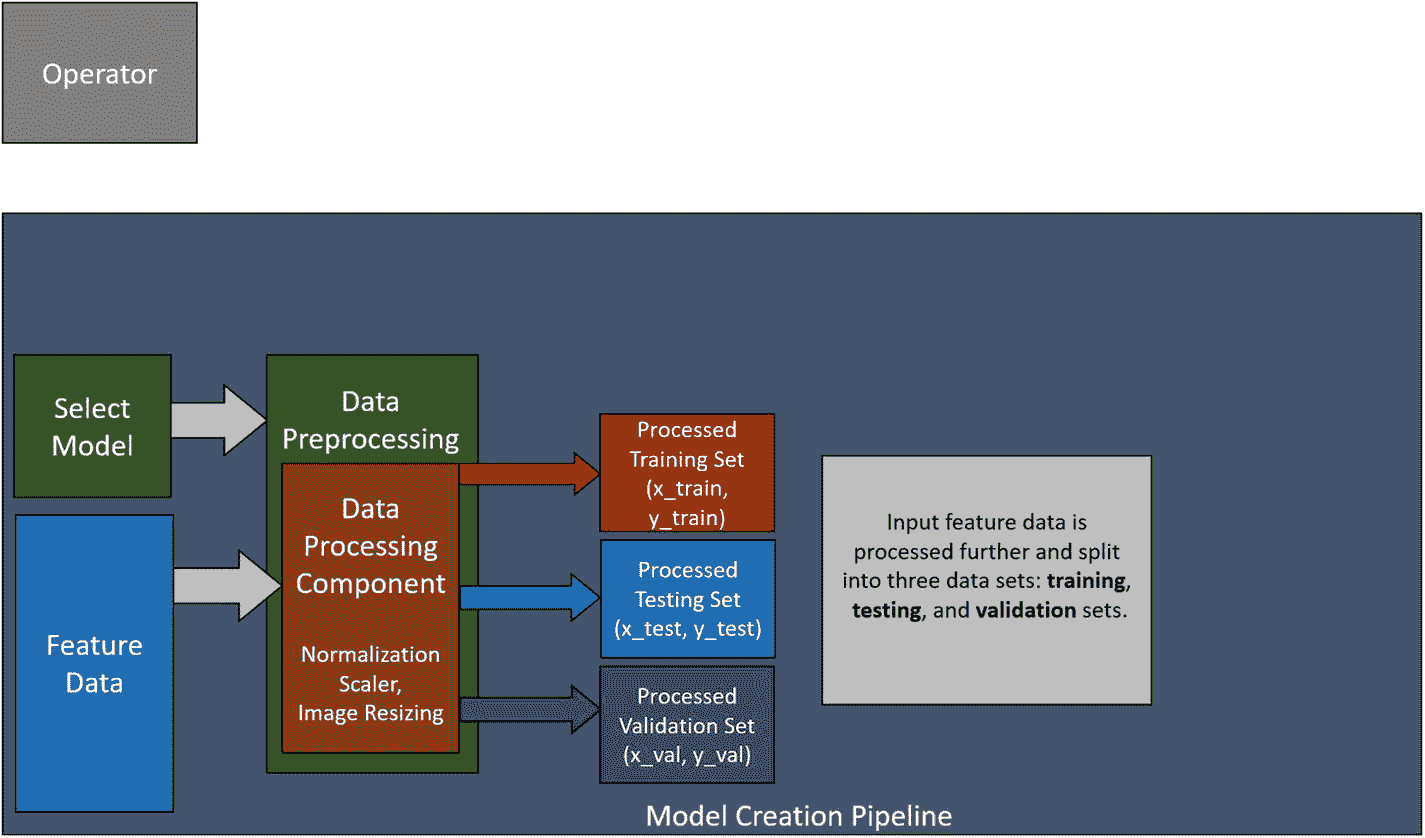 Operator
Select
Model
Data
Preprocessing
Feature
Data
Data
Processing
Component
Normalization
Scaler,
Image Resizing
Processed
Training Set
(x_train,
y_train)
Processed
Testing Set
(x_test, y_test)
Processed
Validation Set
(x_val, y_val)
Input feature data is
processed further and split
into three data sets: training,
testing, and validation sets.
Model Creation Pipeline